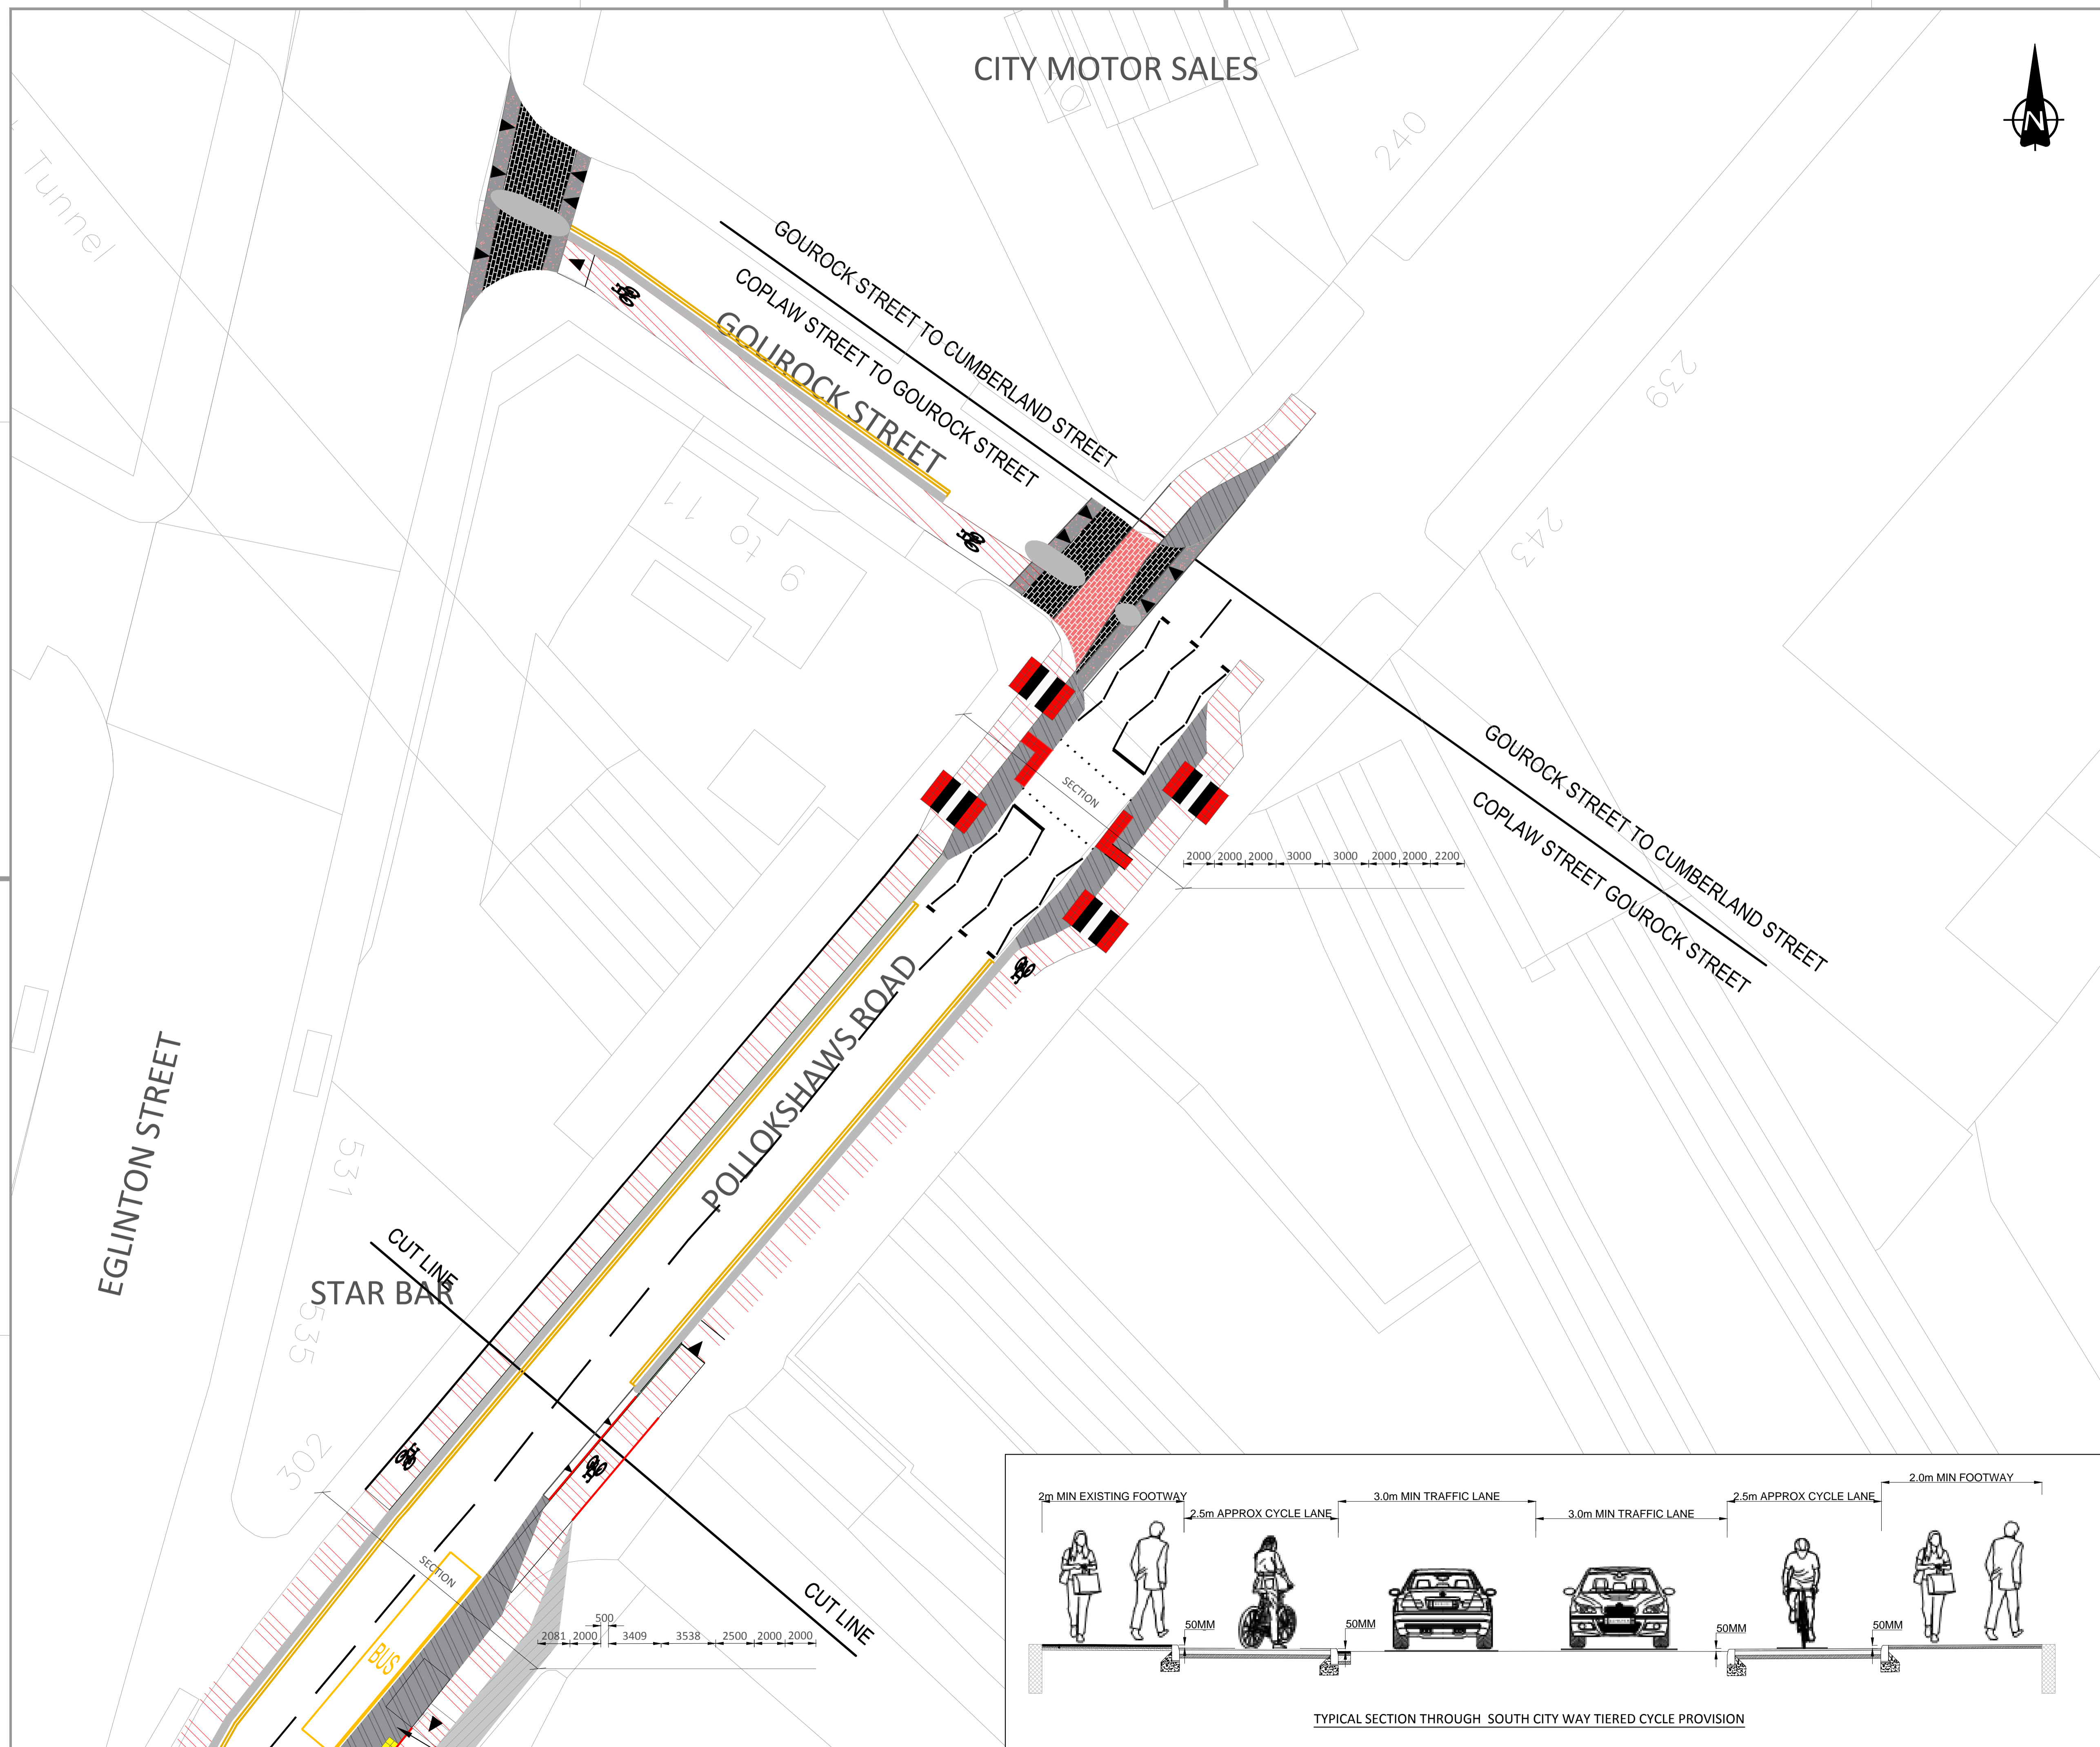 CITY MOTOR SALES
N
Tunnel
70
240
239
243
GOUROCK STREET TO CUMBERLAND STREET
COPLAW STREET TO GOUROCK STREET
GOUROCK STREET
9 to 11
SECTION
2000 2000 2000 3000 3000 2000 2000 2200
GOUROCK STREET TO CUMBERLAND STREET
COPLAW STREET GOUROCK STREET
POLLOKSHAWS ROAD
EGLINTON STREET
531
CUT LINE
STAR BAR
535
302
SECTION
BUS
500
2081 2000 3409 3538 2500 2000 2000
CUT LINE
2m MIN EXISTING FOOTWAY
2.5m APPROX CYCLE LANE
3.0m MIN TRAFFIC LANE
3.0m MIN TRAFFIC LANE
2.5m APPROX CYCLE LANE
2.0m MIN FOOTWAY
50MM
50MM
50MM
50MM
TYPICAL SECTION THROUGH SOUTH CITY WAY TIERED CYCLE PROVISION